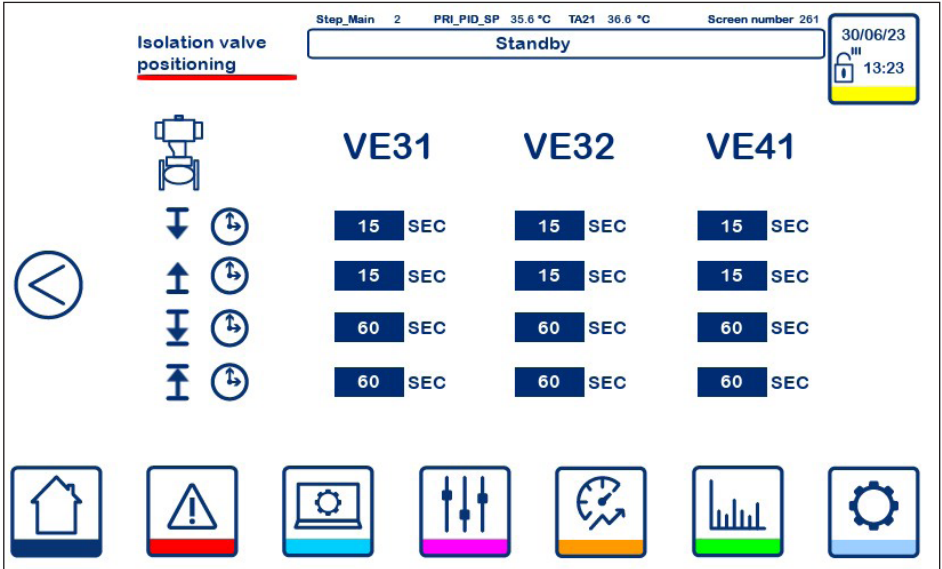 Step_Main 2 PRI_PID_SP 35.6 °C TA21 36.6 °C Screen number 261
Isolation valve
positioning
Standby
30/06/23
13:23
VE31 VE32 VE41
15 SEC 15 SEC 15 SEC
15 SEC 15 SEC 15 SEC
60 SEC 60 SEC 60 SEC
60 SEC 60 SEC 60 SEC